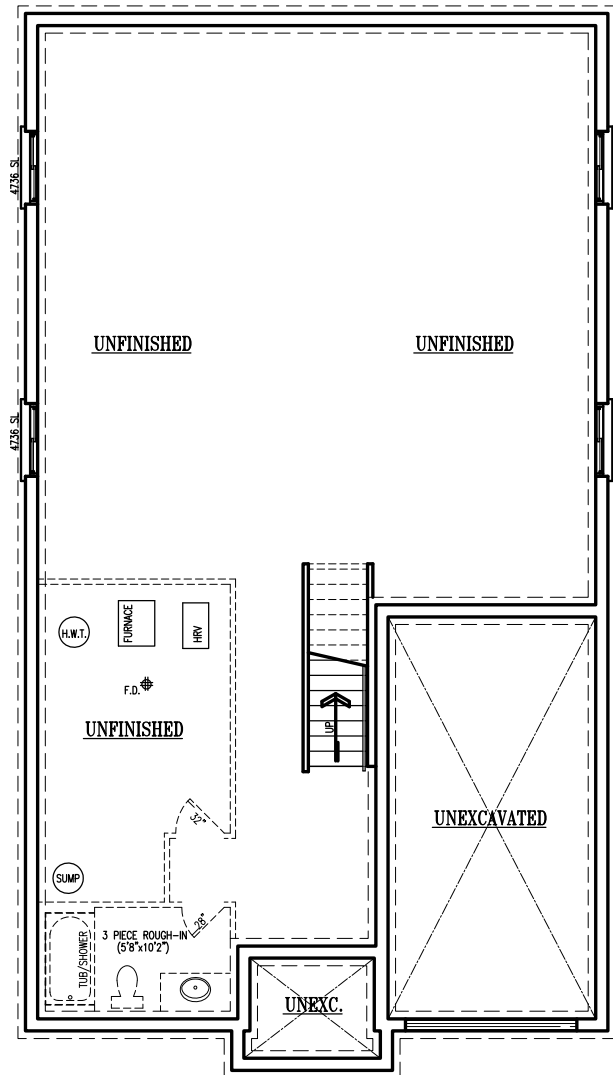 4736 SL
UNFINISHED
UNFINISHED
4736 SL
H.W.T.
FURNACE
HRV
F.D.
UP
UNFINISHED
32"
UNEXCAVATED
SUMP
28"
3 PIECE ROUGH-IN
(5'8"x10'2")
TUB/SHOWER
UNEXC.